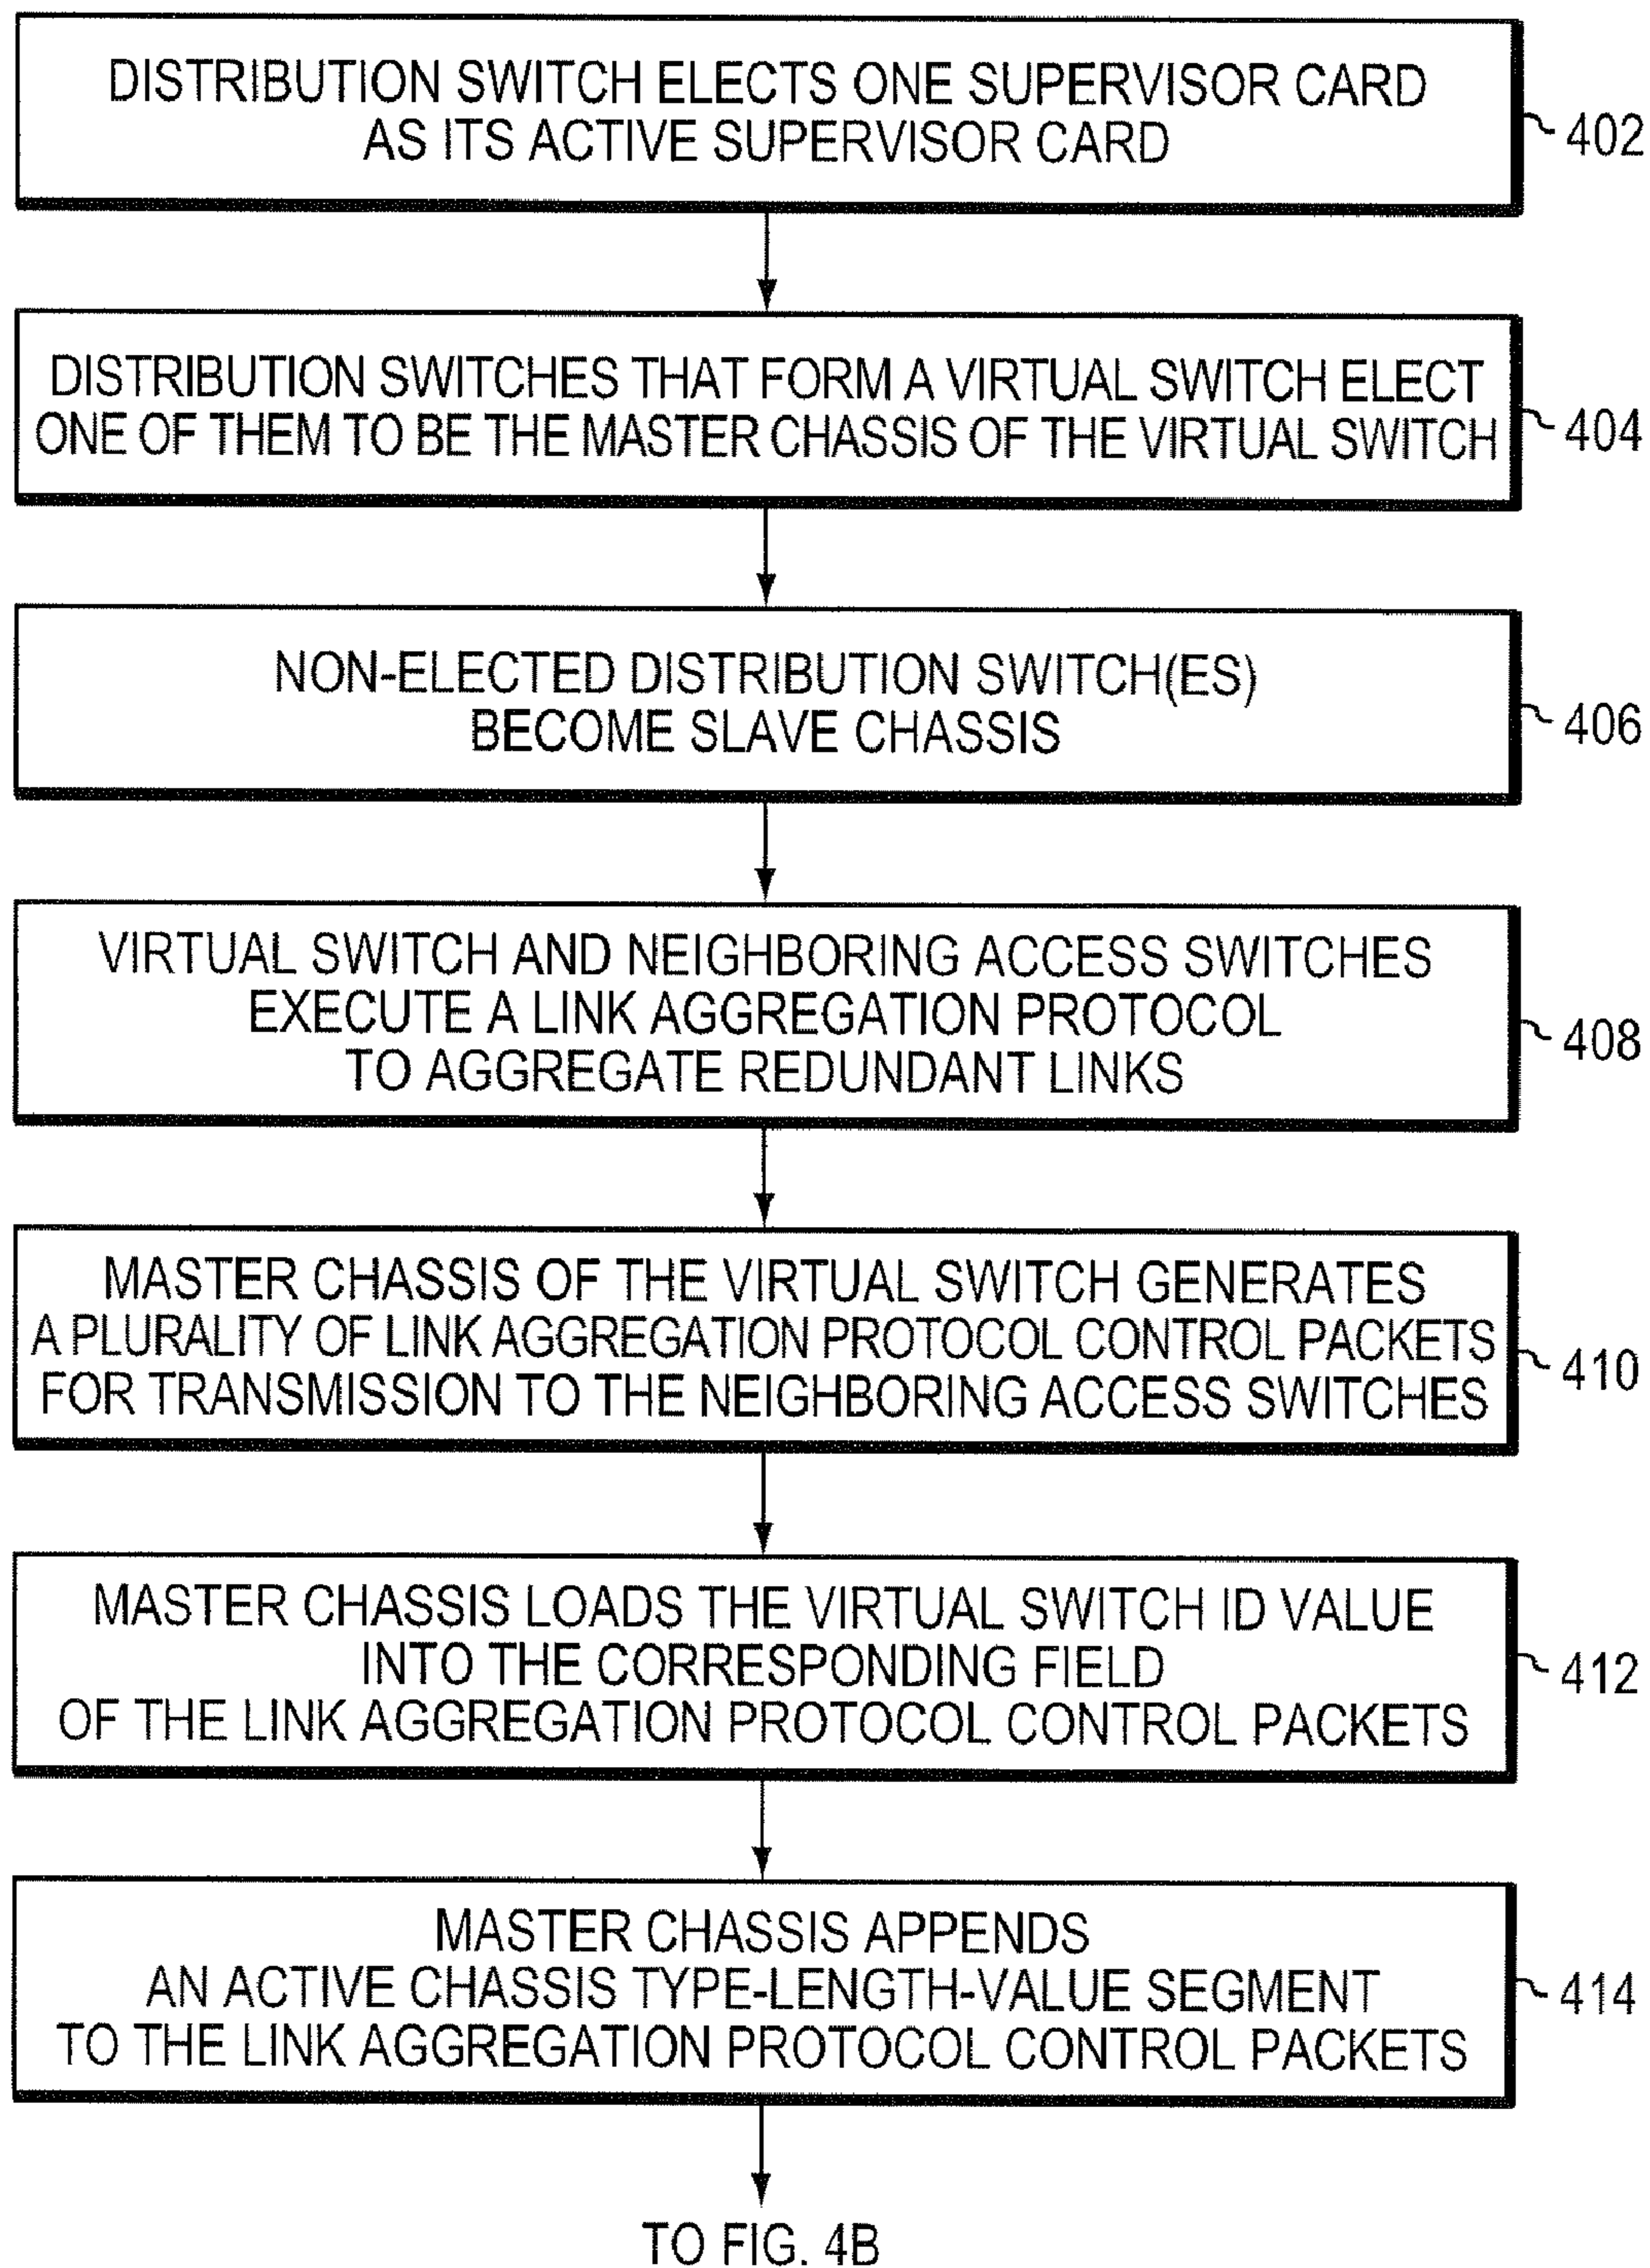 DISTRIBUTION SWITCH ELECTS ONE SUPERVISOR CARD
AS ITS ACTIVE SUPERVISOR CARD
402
DISTRIBUTION SWITCHES THAT FORM A VIRTUAL SWITCH ELECT
ONE OF THEM TO BE THE MASTER CHASSIS OF THE VIRTUAL SWITCH
404
NON-ELECTED DISTRIBUTION SWITCH(ES)
BECOME SLAVE CHASSIS
406
VIRTUAL SWITCH AND NEIGHBORING ACCESS SWITCHES
EXECUTE A LINK AGGREGATION PROTOCOL
TO AGGREGATE REDUNDANT LINKS
408
MASTER CHASSIS OF THE VIRTUAL SWITCH GENERATES
A PLURALITY OF LINK AGGREGATION PROTOCOL CONTROL PACKETS
FOR TRANSMISSION TO THE NEIGHBORING ACCESS SWITCHES
410
MASTER CHASSIS LOADS THE VIRTUAL SWITCH ID VALUE
INTO THE CORRESPONDING FIELD
OF THE LINK AGGREGATION PROTOCOL CONTROL PACKETS
412
MASTER CHASSIS APPENDS
AN ACTIVE CHASSIS TYPE-LENGTH-VALUE SEGMENT
TO THE LINK AGGREGATION PROTOCOL CONTROL PACKETS
414
TO FIG. 4B